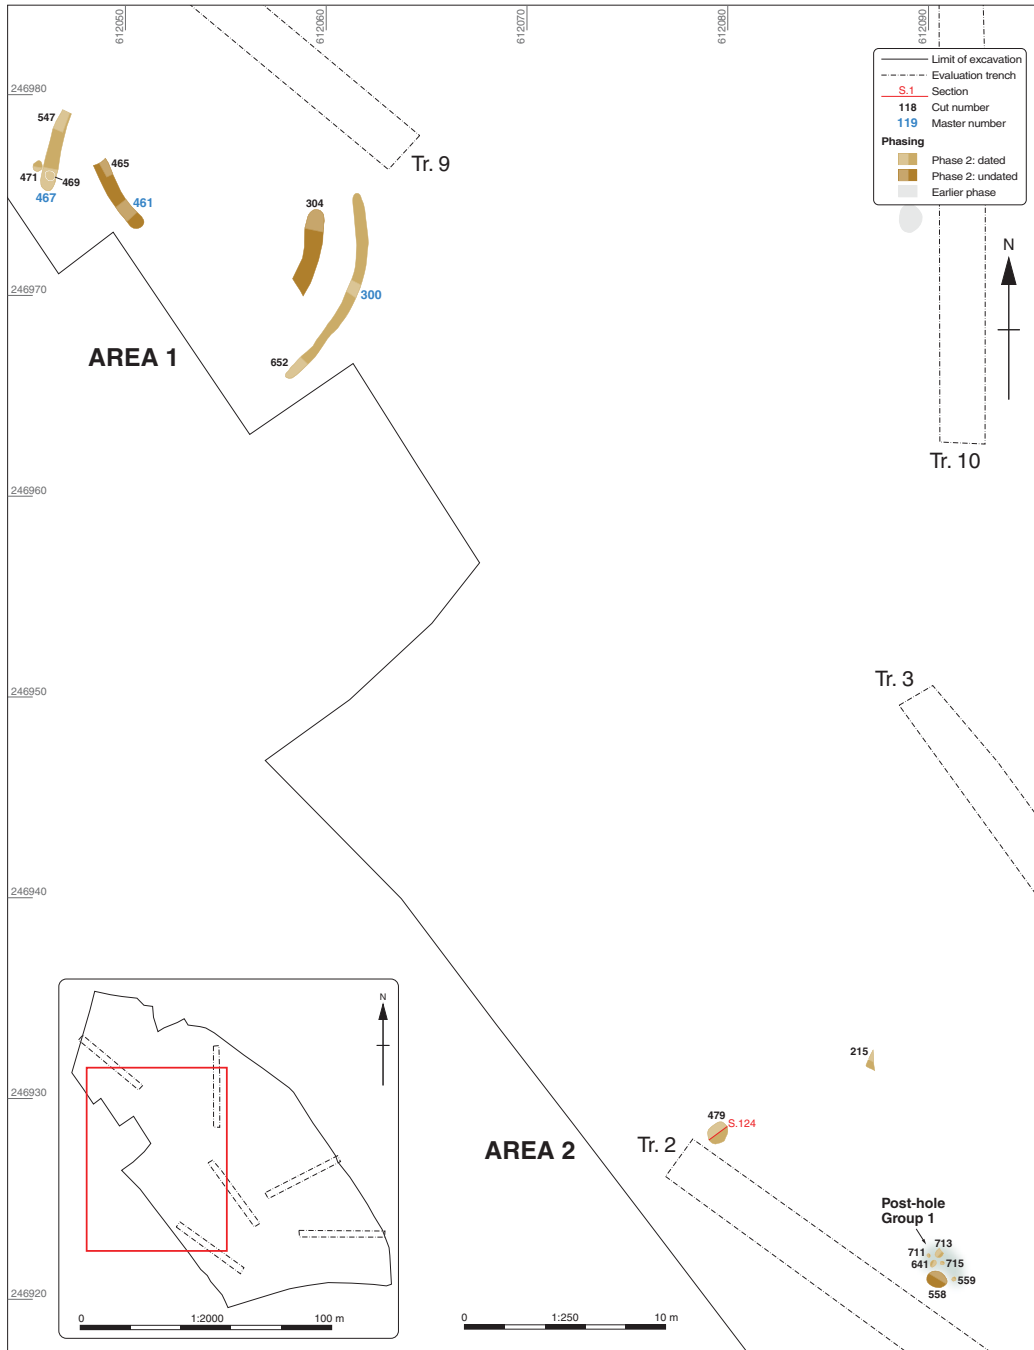 612050
612060
612070
612080
612090
Limit of excavation
Evaluation trench
S.1 Section
118 Cut number
119 Master number
Phasing
Phase 2: dated
Phase 2: undated
Earlier phase
246980
547
471
469
467
465
461
Tr. 9
304
300
652
246970
AREA 1
N
Tr. 10
246960
Tr. 3
246950
246940
215
246930
479
S.124
AREA 2
Tr. 2
Post-hole
Group 1
711
713
641
715
559
558
246920
N
0 1:2000 100 m
0 1:250 10 m